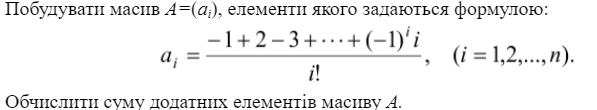 Побудувати масив A=(aᵢ), елементи якого задаються формулою:
aᵢ = (−1+2−3+⋯+(−1)ⁱ i) / i!, (i = 1,2,...,n).
Обчислити суму додатних елементів масиву A.